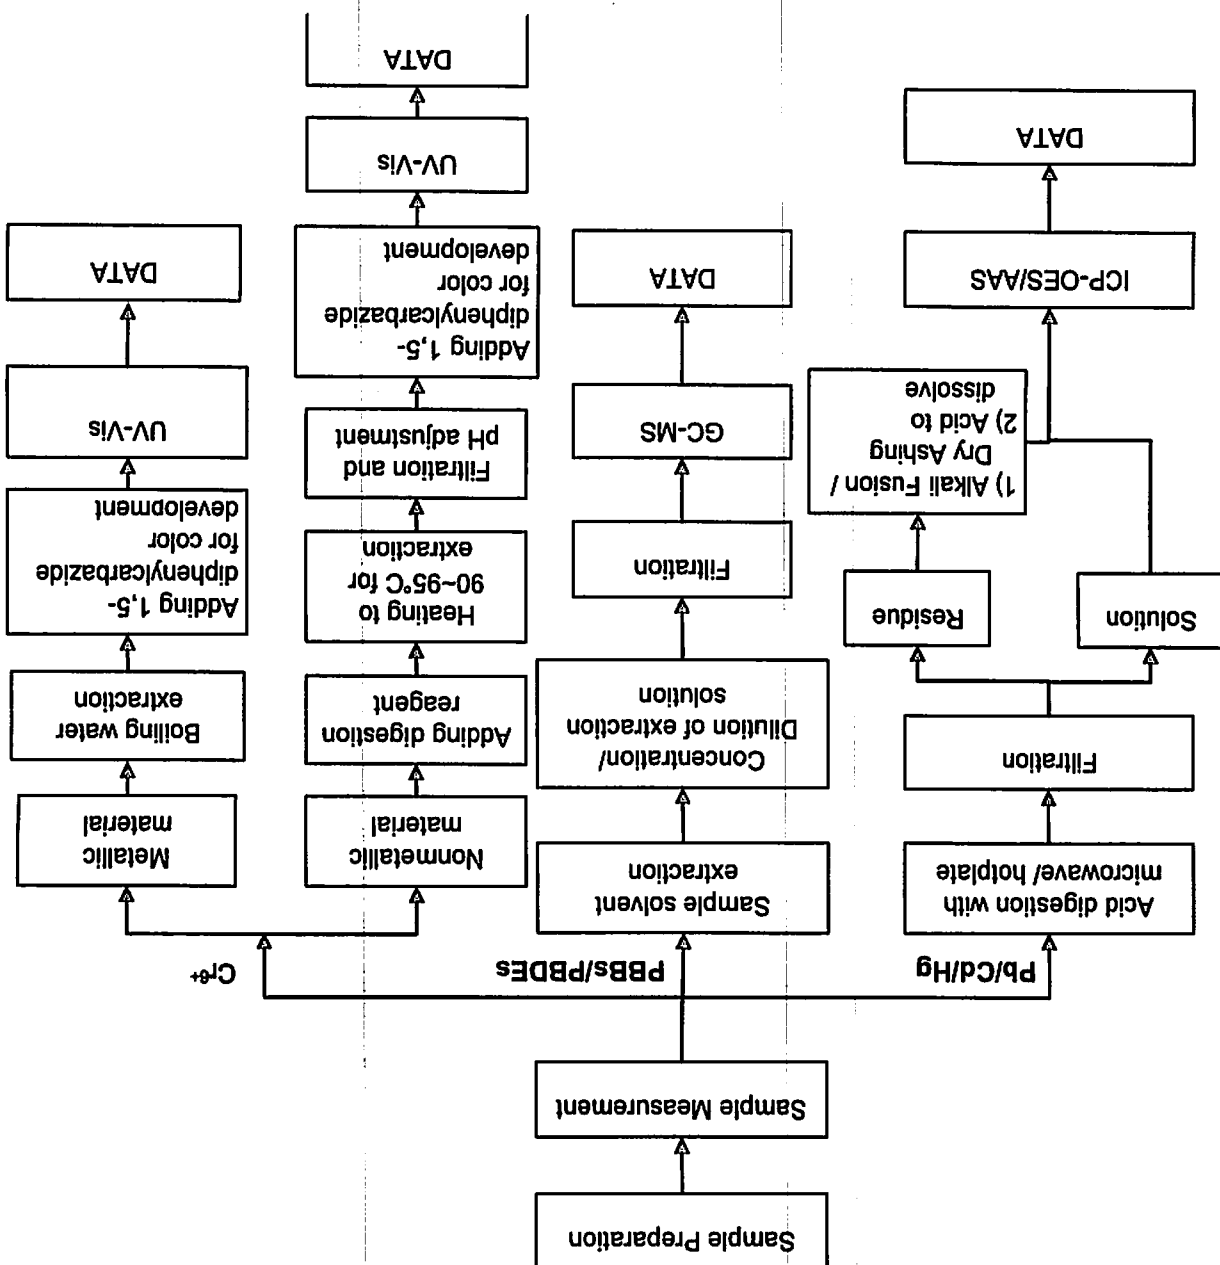 Sample Preparation
Sample Measurement
Pb/Cd/Hg
PBBs/PBDEs
Cr⁶⁺
Acid digestion with
microwave/ hotplate
Filtration
Solution
Residue
1) Alkali Fusion /
Dry Ashing
2) Acid to
dissolve
ICP-OES/AAS
DATA
Sample solvent
extraction
Concentration/
Dilution of extraction
solution
Filtration
GC-MS
DATA
Nonmetallic
material
Adding digestion
reagent
Heating to
90~95°C for
extraction
Filtration and
pH adjustment
Adding 1,5-
diphenylcarbazide
for color
development
UV-Vis
DATA
Metallic
material
Boiling water
extraction
Adding 1,5-
diphenylcarbazide
for color
development
UV-Vis
DATA